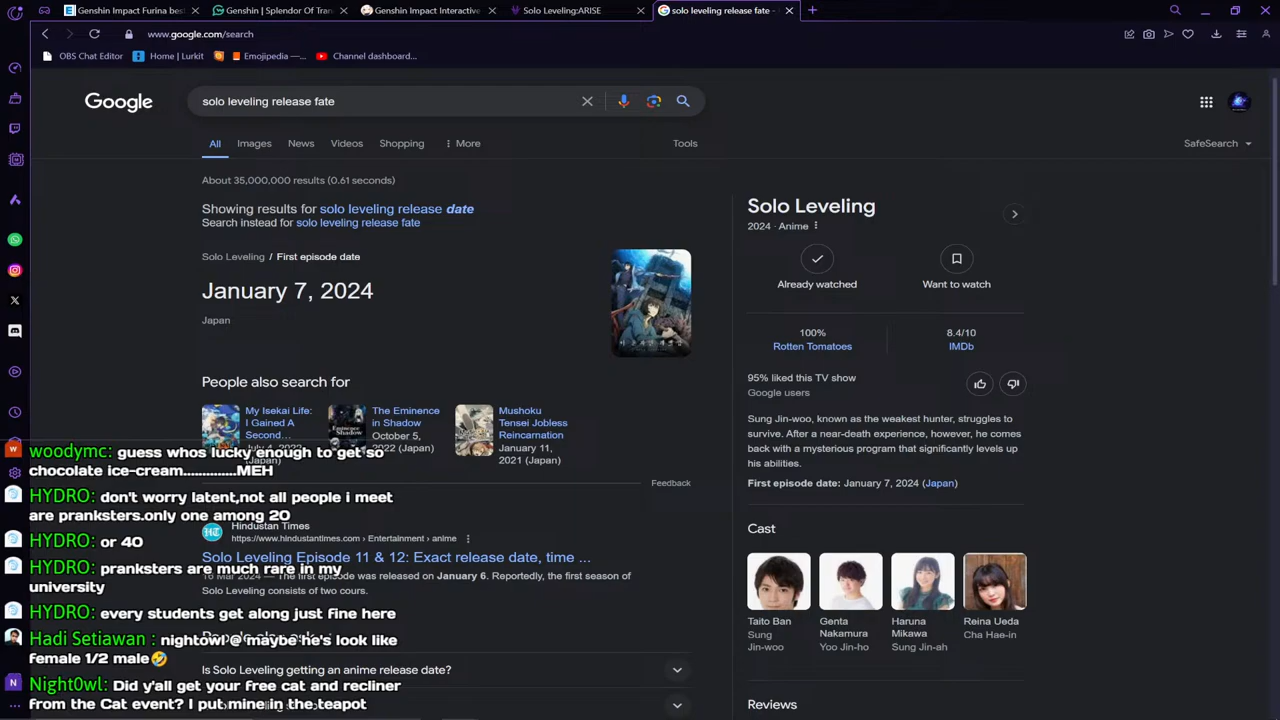 Genshin Impact Furina bes
Genshin | Splendor Of Tran
Genshin Impact Interactive
Solo Leveling:ARISE
solo leveling release fate -
www.google.com/search
OBS Chat Editor
Home | Lurkit
Emojipedia —...
Channel dashboard...
Google
solo leveling release fate
All
Images
News
Videos
Shopping
More
Tools
SafeSearch
About 35,000,000 results (0.61 seconds)
Showing results for solo leveling release date
Search instead for solo leveling release fate
Solo Leveling / First episode date
January 7, 2024
Japan
People also search for
My Isekai Life:
I Gained A
Second...
(Japan)
The Eminence
in Shadow
October 5,
2022 (Japan)
Mushoku
Tensei Jobless
Reincarnation
January 11,
2021 (Japan)
Feedback
Hindustan Times
https://www.hindustantimes.com › Entertainment › anime
Solo Leveling Episode 11 & 12: Exact release date, time ...
16 Mar 2024 — The first episode was released on January 6. Reportedly, the first season of
Solo Leveling consists of two cours.
Is Solo Leveling getting an anime release date?
Solo Leveling
2024 · Anime
Already watched
Want to watch
100%
Rotten Tomatoes
8.4/10
IMDb
95% liked this TV show
Google users
Sung Jin-woo, known as the weakest hunter, struggles to
survive. After a near-death experience, however, he comes
back with a mysterious program that significantly levels up
his abilities.
First episode date: January 7, 2024 (Japan)
Cast
Taito Ban
Sung
Jin-woo
Genta
Nakamura
Yoo Jin-ho
Haruna
Mikawa
Sung Jin-ah
Reina Ueda
Cha Hae-in
Reviews
woodymc: guess whos lucky enough to get so
chocolate ice-cream..............MEH
HYDRO: don't worry latent,not all people i meet
are pranksters.only one among 20
HYDRO: or 40
HYDRO: pranksters are much rare in my
university
HYDRO: every students get along just fine here
Hadi Setiawan : nightowl @ maybe he's look like
female 1/2 male🤣
Night0wl: Did y'all get your free cat and recliner
from the Cat event? I put mine in the teapot